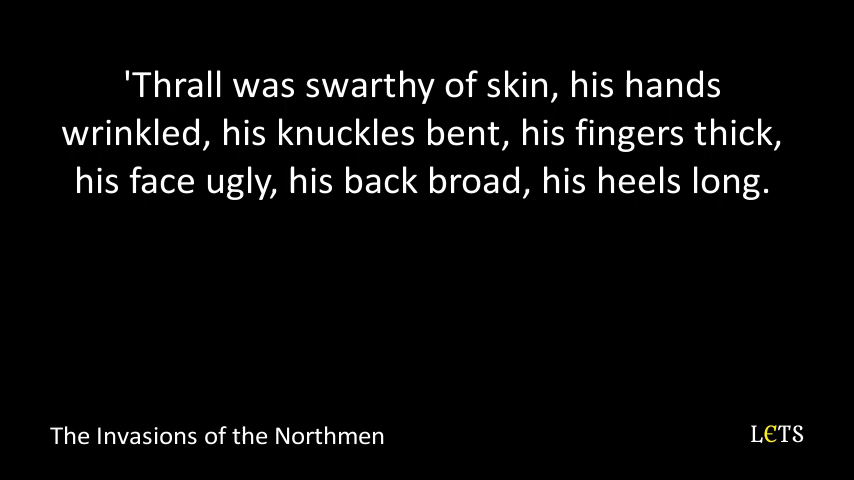 'Thrall was swarthy of skin, his hands
wrinkled, his knuckles bent, his fingers thick,
his face ugly, his back broad, his heels long.
The Invasions of the Northmen
LЄTS